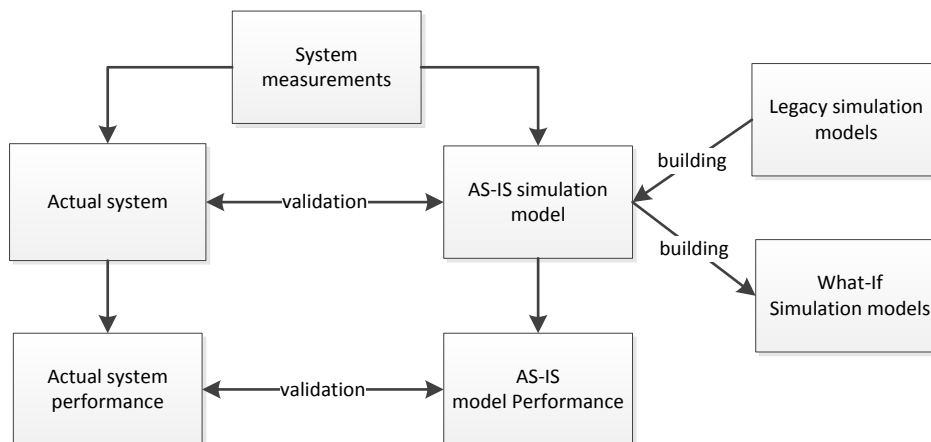 System
measurements
Legacy simulation
models
building
Actual system
validation
AS-IS simulation
model
building
What-If
Simulation models
Actual system
performance
validation
AS-IS
model Performance